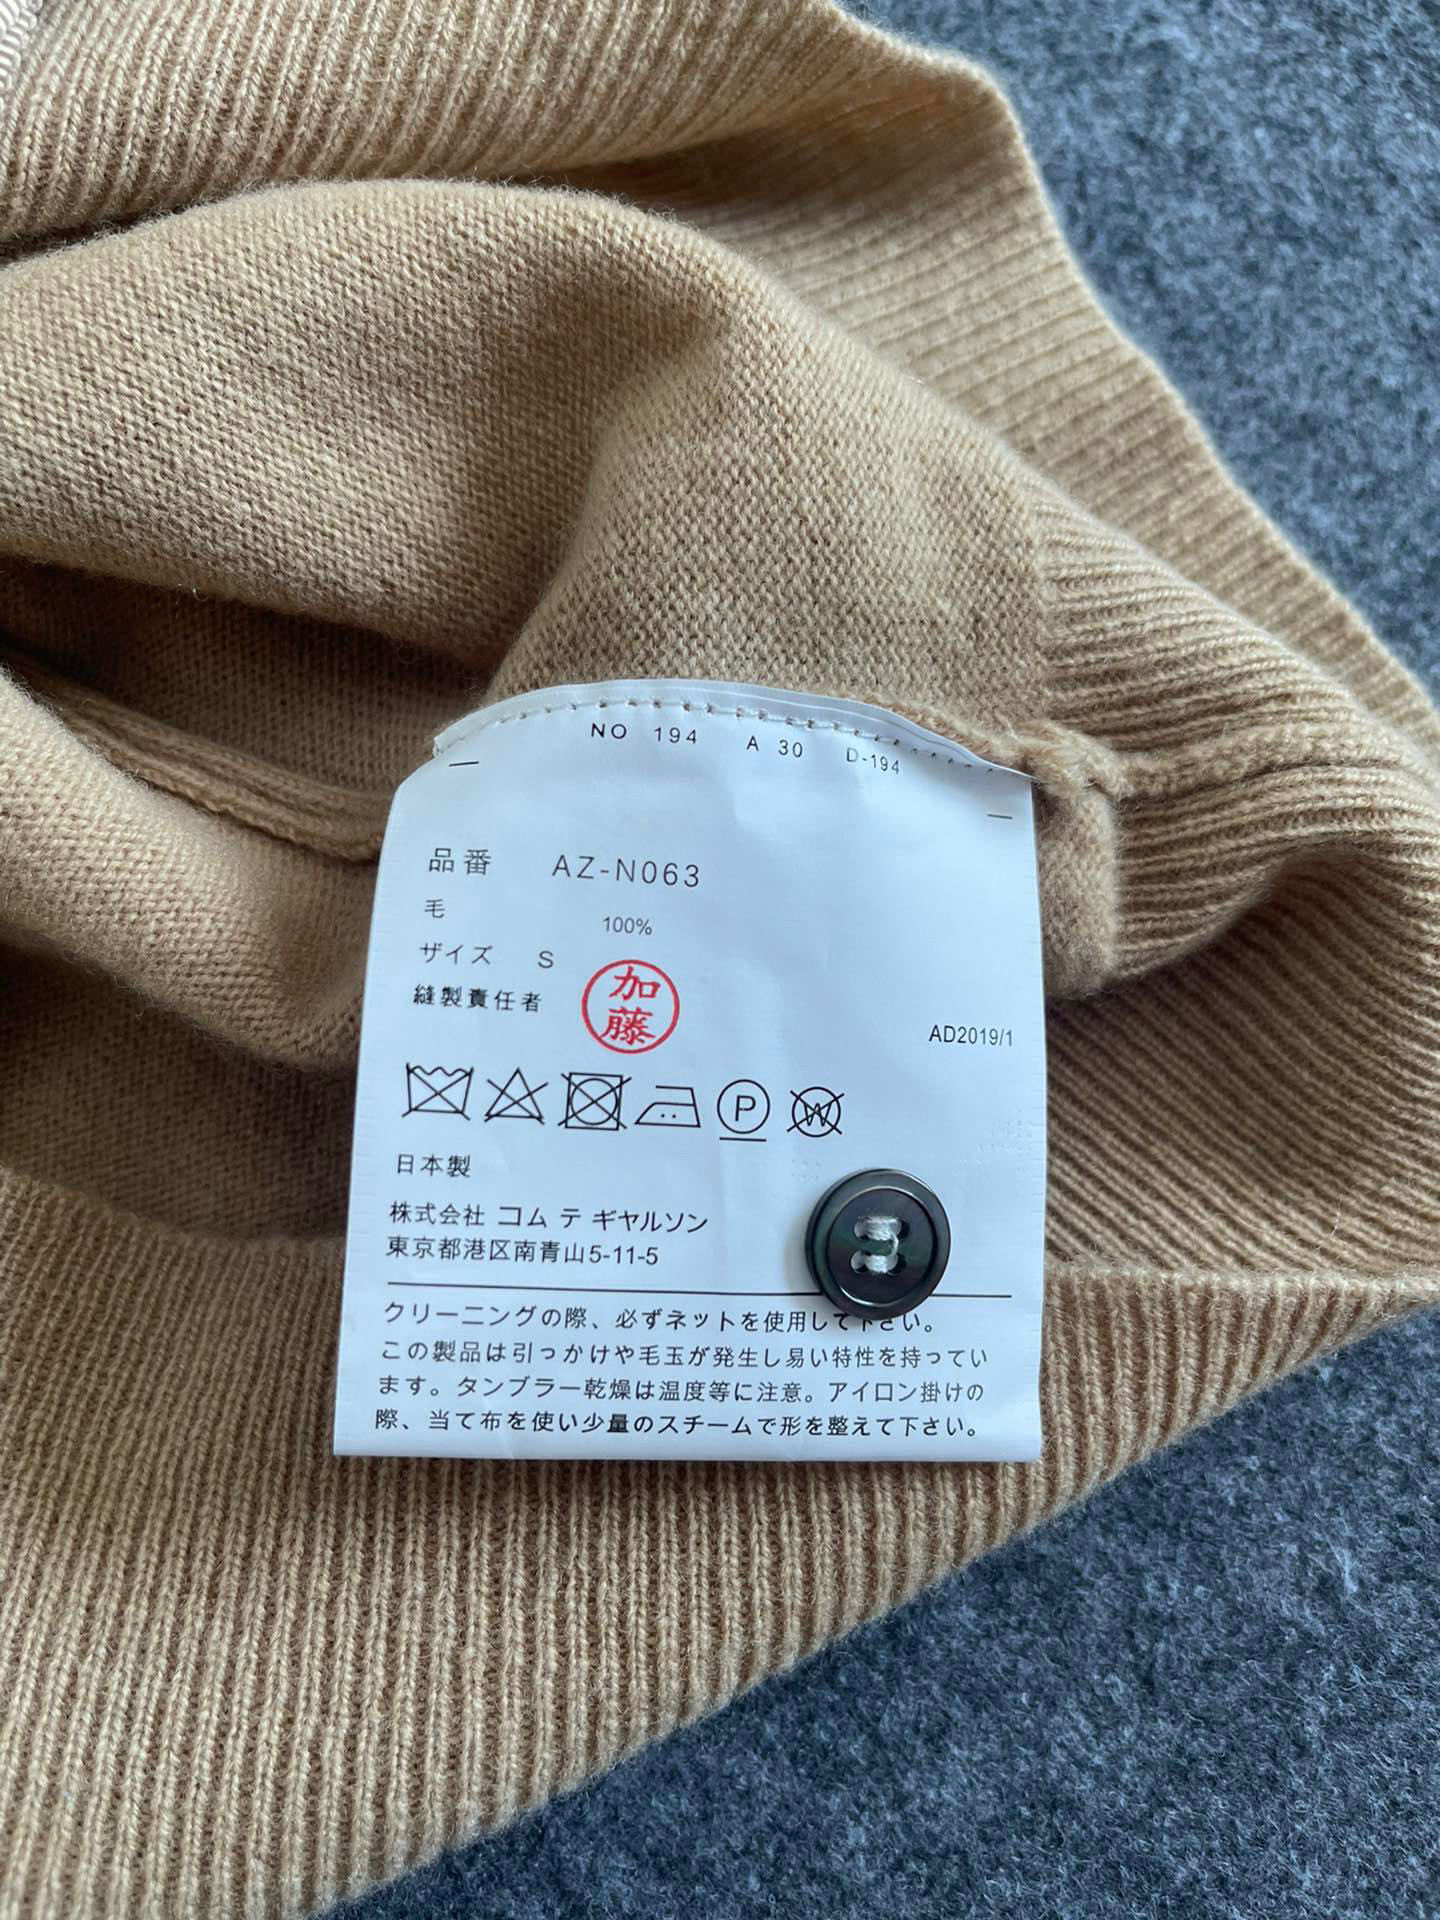 NO 194 A 30 D-194
品番 AZ-N063
毛 100%
ザイズ S
縫製責任者 加藤
AD2019/1
P W
日本製
株式会社 コム テ ギヤルソン
東京都港区南青山5-11-5
クリーニングの際、必ずネットを使用して下さい。
この製品は引っかけや毛玉が発生し易い特性を持ってい
ます。タンブラー乾燥は温度等に注意。アイロン掛けの
際、当て布を使い少量のスチームで形を整えて下さい。